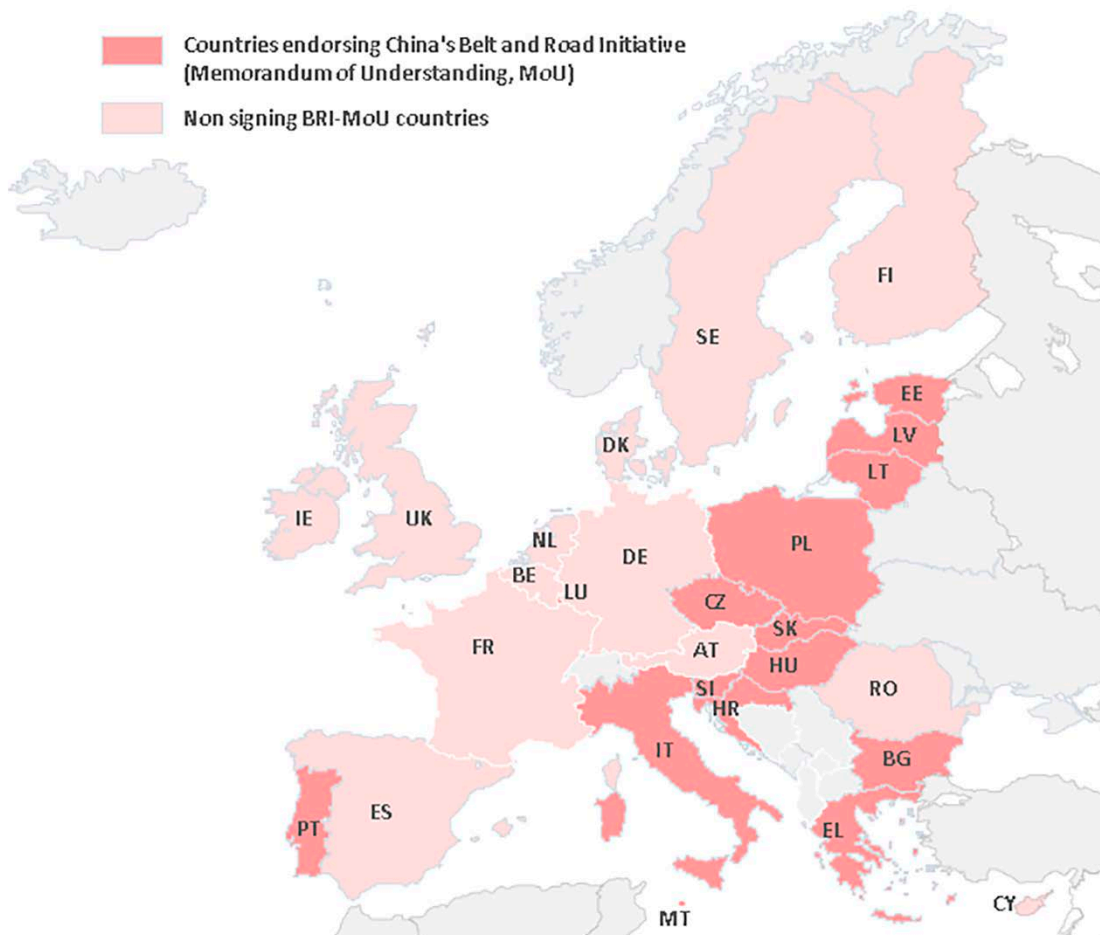 Countries endorsing China's Belt and Road Initiative
(Memorandum of Understanding, MoU)
Non signing BRI-MoU countries
FI
SE
EE
LV
DK
LT
IE
UK
NL
PL
DE
BE
LU
CZ
SK
FR
AT
HU
SI
RO
HR
IT
BG
ES
PT
EL
CY
MT